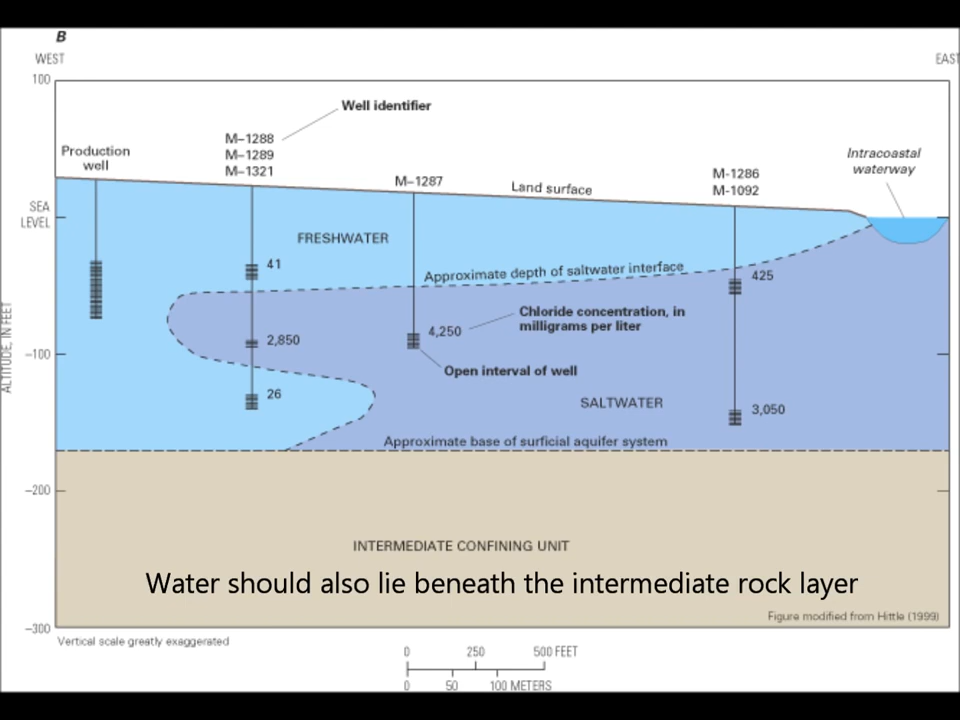 B
WEST
EAST
100
Well identifier
M–1288
M–1289
M–1321
Production
well
M–1287
Land surface
M-1286
M-1092
Intracoastal
waterway
SEA
LEVEL
FRESHWATER
41
Approximate depth of saltwater interface
425
Chloride concentration, in
milligrams per liter
2,850
4,250
–100
Open interval of well
26
SALTWATER
3,050
Approximate base of surficial aquifer system
ALTITUDE, IN FEET
–200
INTERMEDIATE CONFINING UNIT
Water should also lie beneath the intermediate rock layer
Figure modified from Hittle (1999)
–300
Vertical scale greatly exaggerated
0 250 500 FEET
0 50 100 METERS